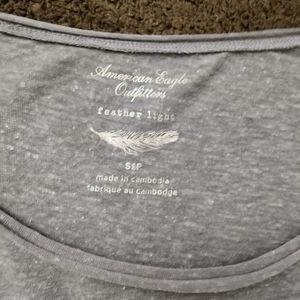 American Eagle
Outfitters
feather light
S&P
made in cambodia
fabriqué au cambodge